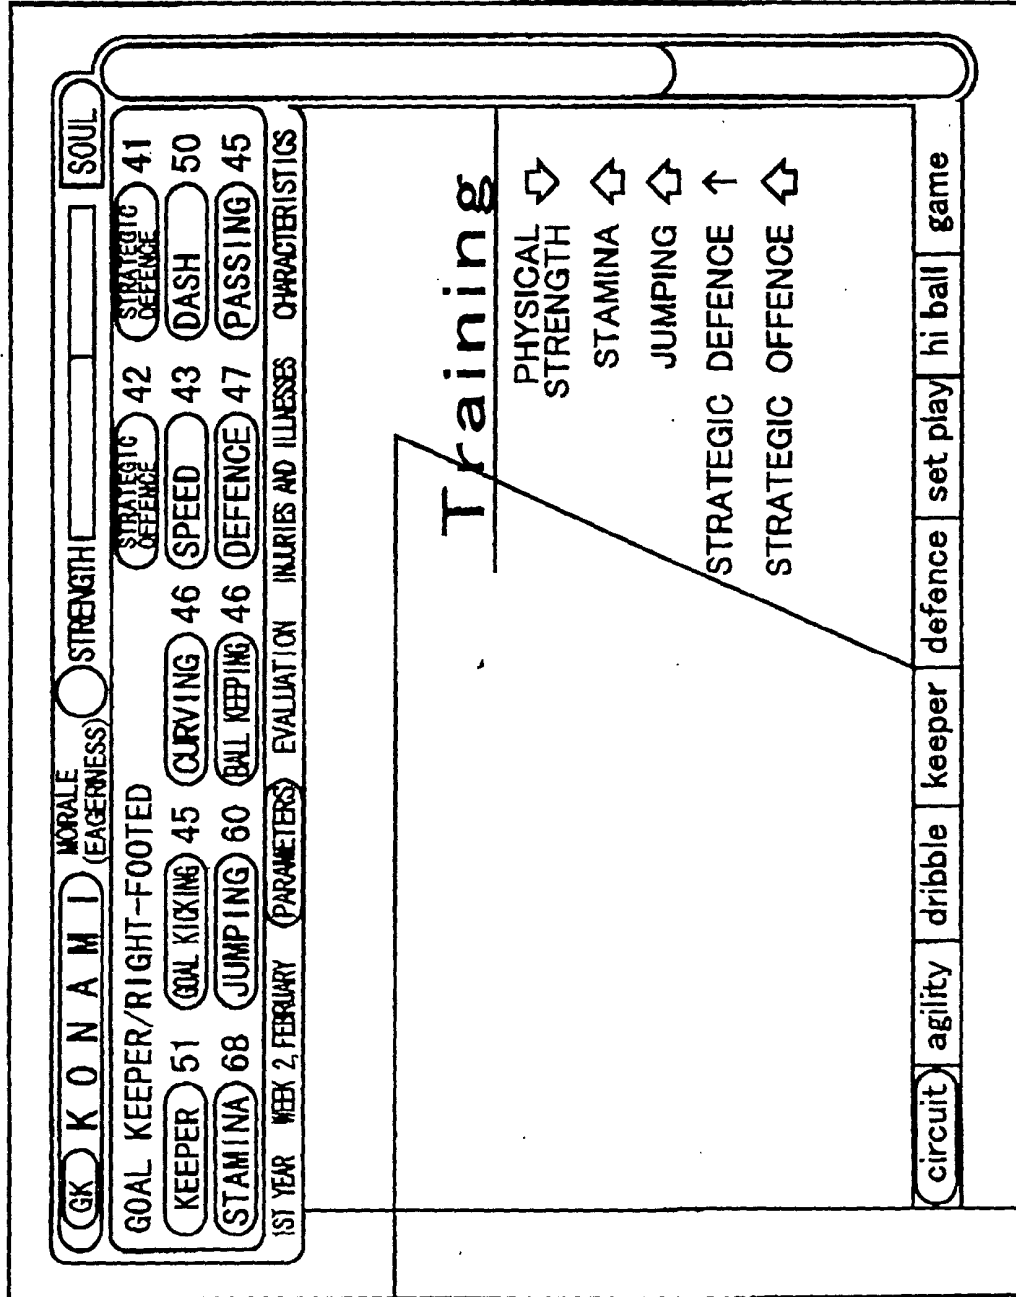 GK KONAMI MORALE (EAGERNESS) STRENGTH SOUL
GOAL KEEPER/RIGHT-FOOTED STRATEGIC OFFENCE 42 STRATEGIC DEFENCE 41
KEEPER 51 GOAL KICKING 45 CURVING 46 SPEED 43 DASH 50
STAMINA 68 JUMPING 60 BALL KEEPING 46 DEFENCE 47 PASSING 45
1ST YEAR WEEK 2, FEBRUARY PARAMETERS EVALUATION INJURIES AND ILLNESSES CHARACTERISTICS
Training
PHYSICAL
STRENGTH
STAMINA
JUMPING
STRATEGIC DEFENCE ↑
STRATEGIC OFFENCE
circuit agility dribble keeper defence set play hi ball game